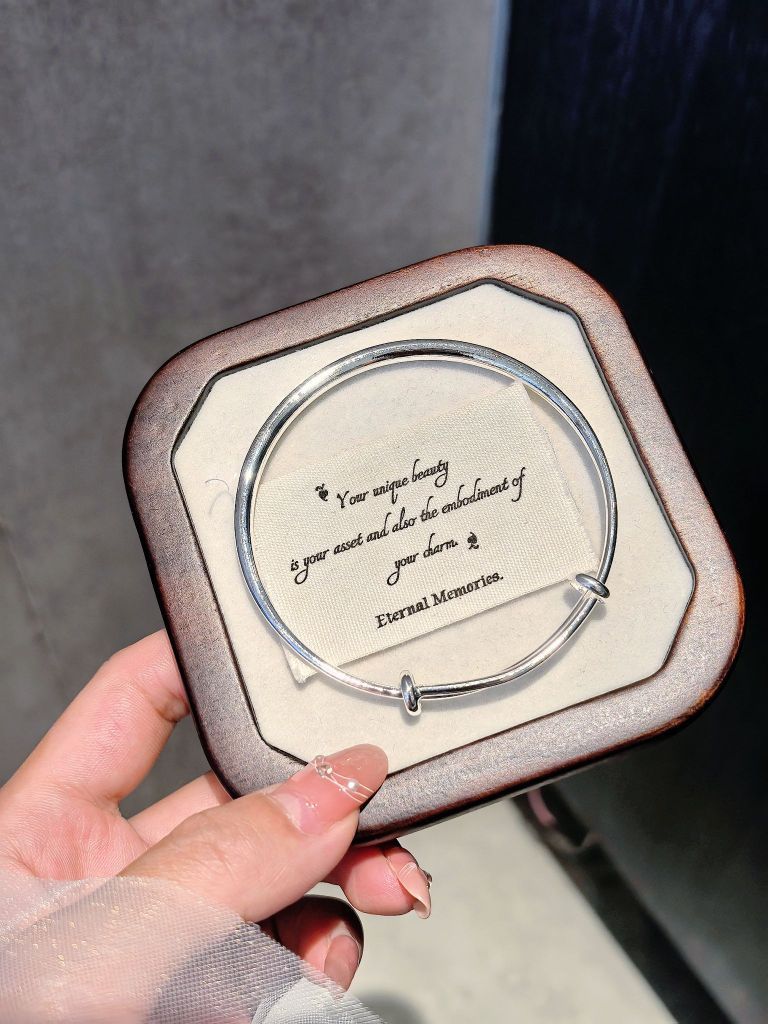 Your unique beauty
is your asset and also the embodiment of
your charm.
Eternal Memories.